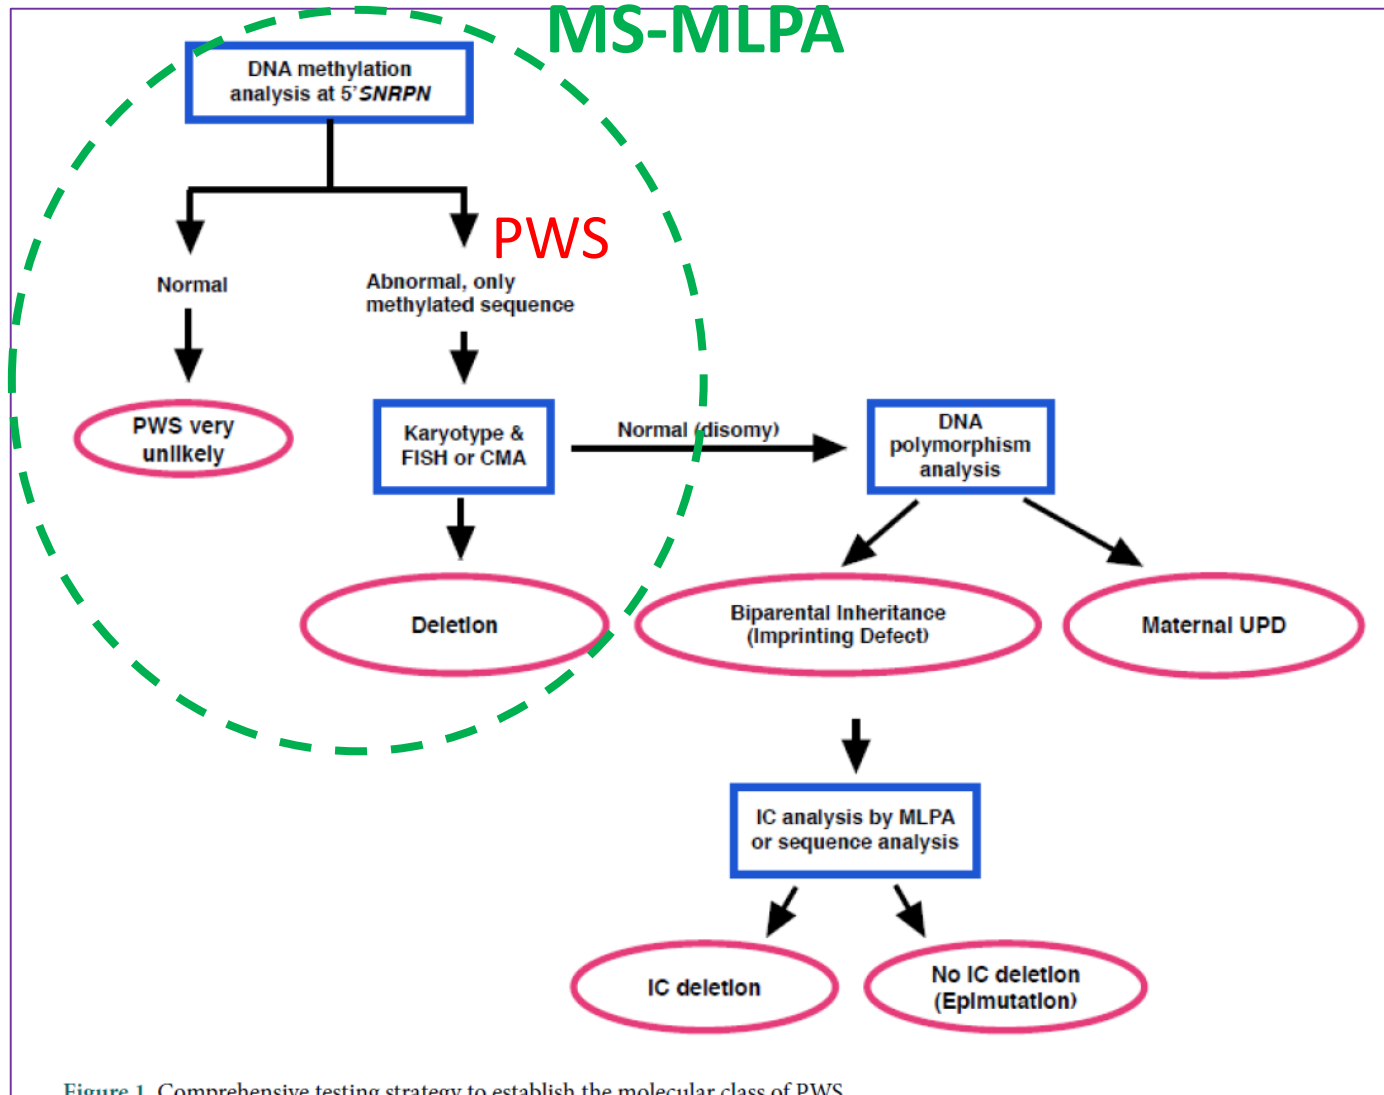 MS-MLPA
DNA methylation
analysis at 5’SNRPN
PWS
Normal
Abnormal, only
methylated sequence
PWS very
unlikely
Karyotype &
FISH or CMA
Normal (disomy)
DNA
polymorphism
analysis
Deletion
Biparental Inheritance
(Imprinting Defect)
Maternal UPD
IC analysis by MLPA
or sequence analysis
IC deletion
No IC deletion
(Epimutation)
Figure 1 Comprehensive testing strategy to establish the molecular class of PWS